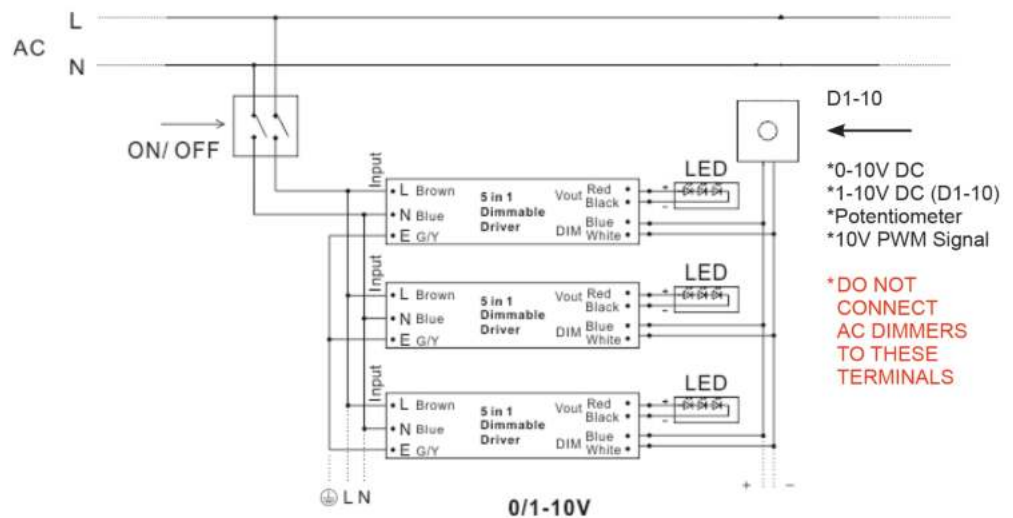 L
AC
N
D1-10
ON/ OFF
*0-10V DC
*1-10V DC (D1-10)
*Potentiometer
*10V PWM Signal
*DO NOT
CONNECT
AC DIMMERS
TO THESE
TERMINALS
Input
L Brown
N Blue
E G/Y
5 in 1
Dimmable
Driver
Vout Red
Black
DIM Blue
White
LED
+
-
Input
L Brown
N Blue
E G/Y
5 in 1
Dimmable
Driver
Vout Red
Black
DIM Blue
White
LED
+
-
Input
L Brown
N Blue
E G/Y
5 in 1
Dimmable
Driver
Vout Red
Black
DIM Blue
White
LED
+
-
L N
+ -
0/1-10V